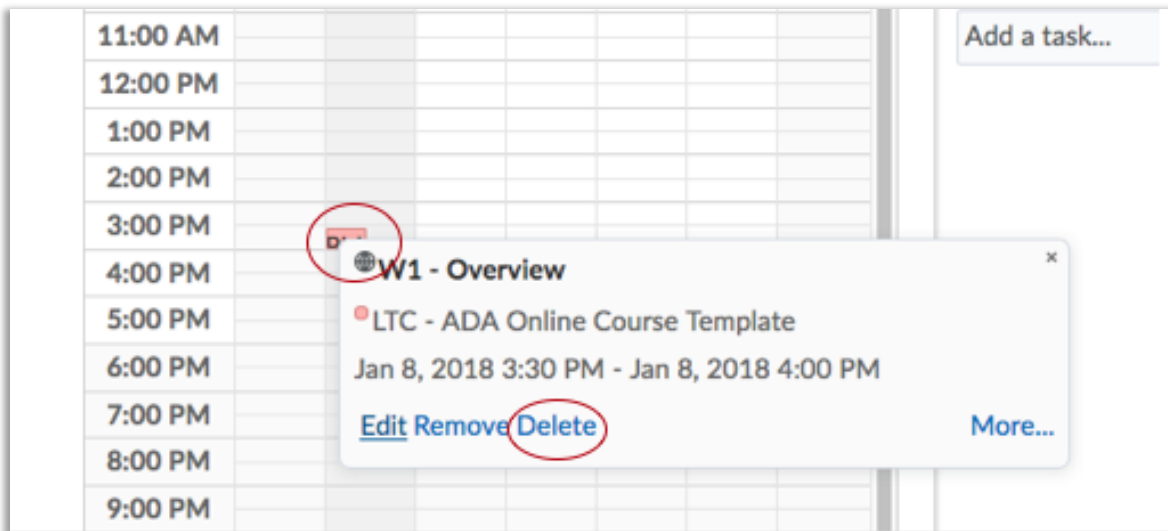 11:00 AM
Add a task...
12:00 PM
1:00 PM
2:00 PM
3:00 PM
4:00 PM
W1 - Overview
×
5:00 PM
LTC - ADA Online Course Template
6:00 PM
Jan 8, 2018 3:30 PM - Jan 8, 2018 4:00 PM
7:00 PM
Edit Remove Delete
More...
8:00 PM
9:00 PM